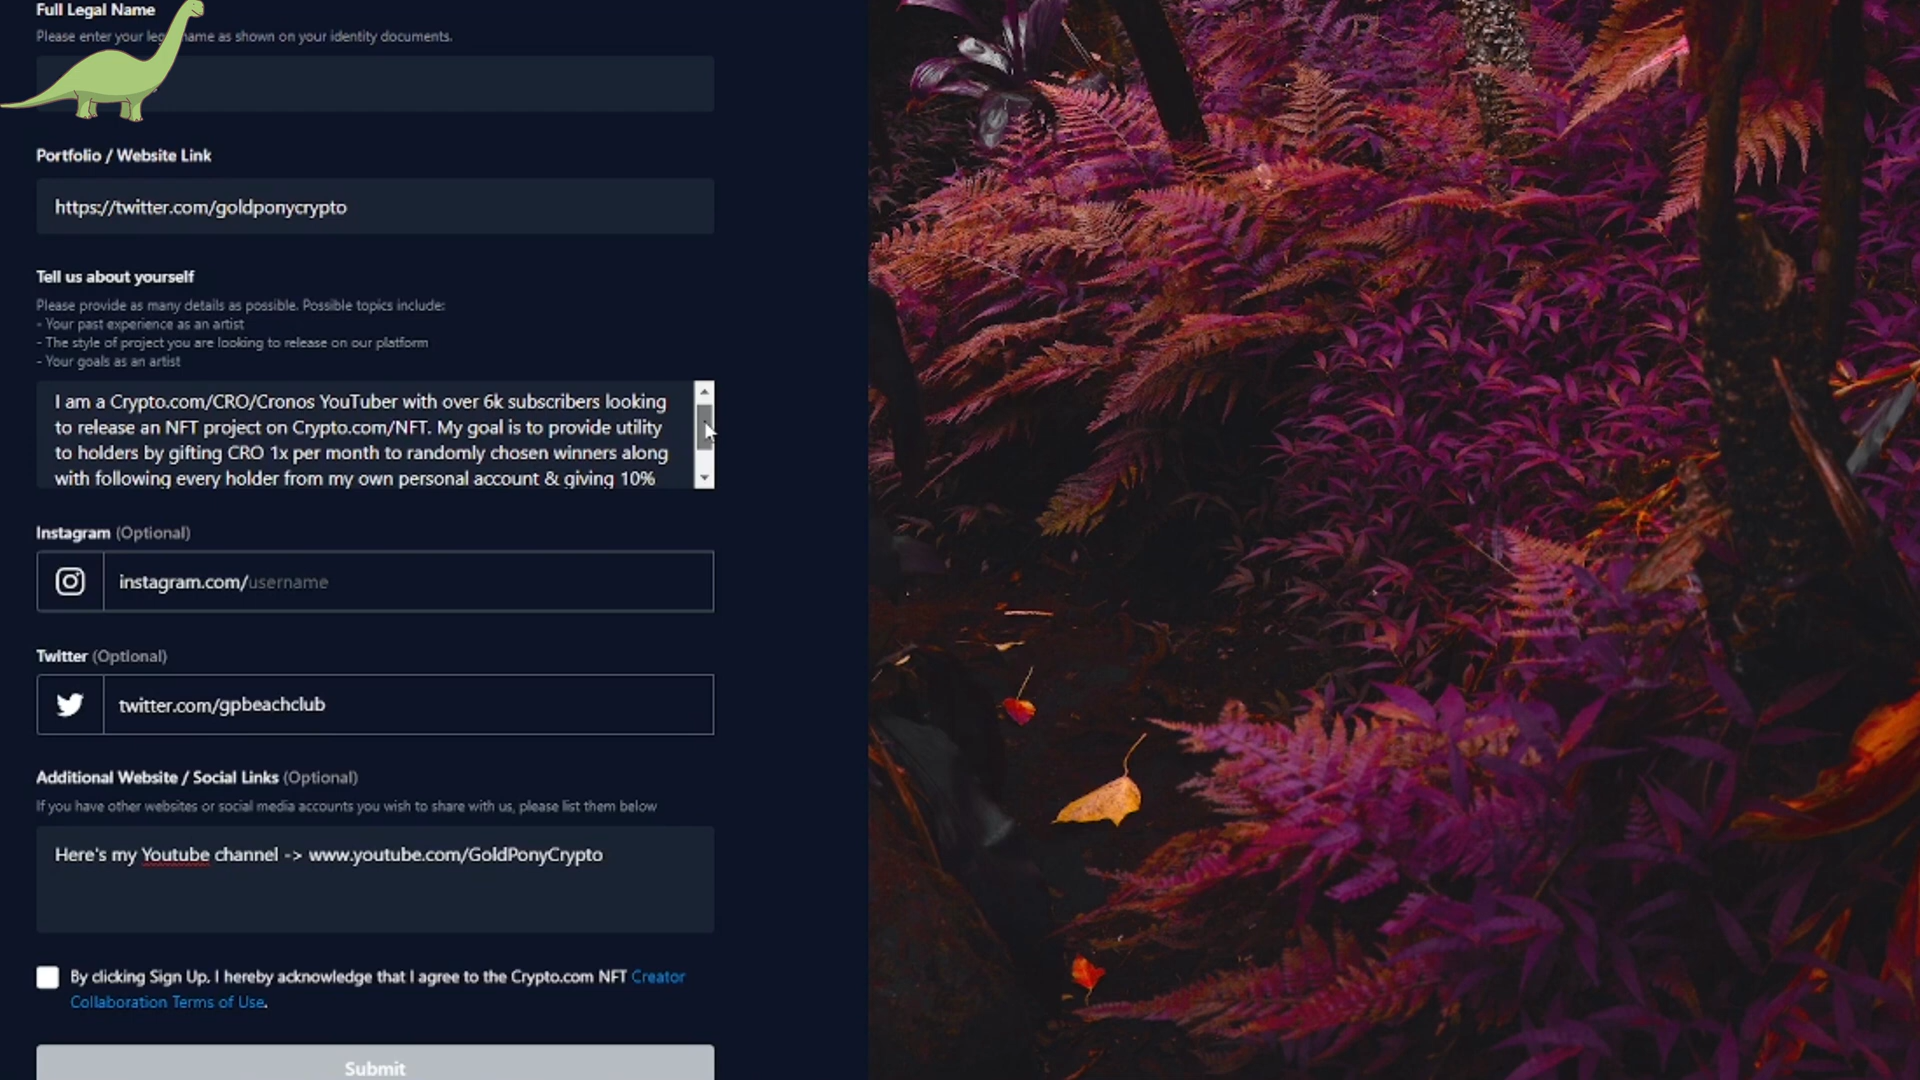 Full Legal Name
Please enter your legal name as shown on your identity documents.
Portfolio / Website Link
https://twitter.com/goldponycrypto
Tell us about yourself
Please provide as many details as possible. Possible topics include:
- Your past experience as an artist
- The style of project you are looking to release on our platform
- Your goals as an artist
I am a Crypto.com/CRO/Cronos YouTuber with over 6k subscribers looking
to release an NFT project on Crypto.com/NFT. My goal is to provide utility
to holders by gifting CRO 1x per month to randomly chosen winners along
with following every holder from my own personal account & giving 10%
Instagram (Optional)
instagram.com/username
Twitter (Optional)
twitter.com/gpbeachclub
Additional Website / Social Links (Optional)
If you have other websites or social media accounts you wish to share with us, please list them below
Here's my Youtube channel -> www.youtube.com/GoldPonyCrypto
By clicking Sign Up, I hereby acknowledge that I agree to the Crypto.com NFT Creator
Collaboration Terms of Use.
Submit